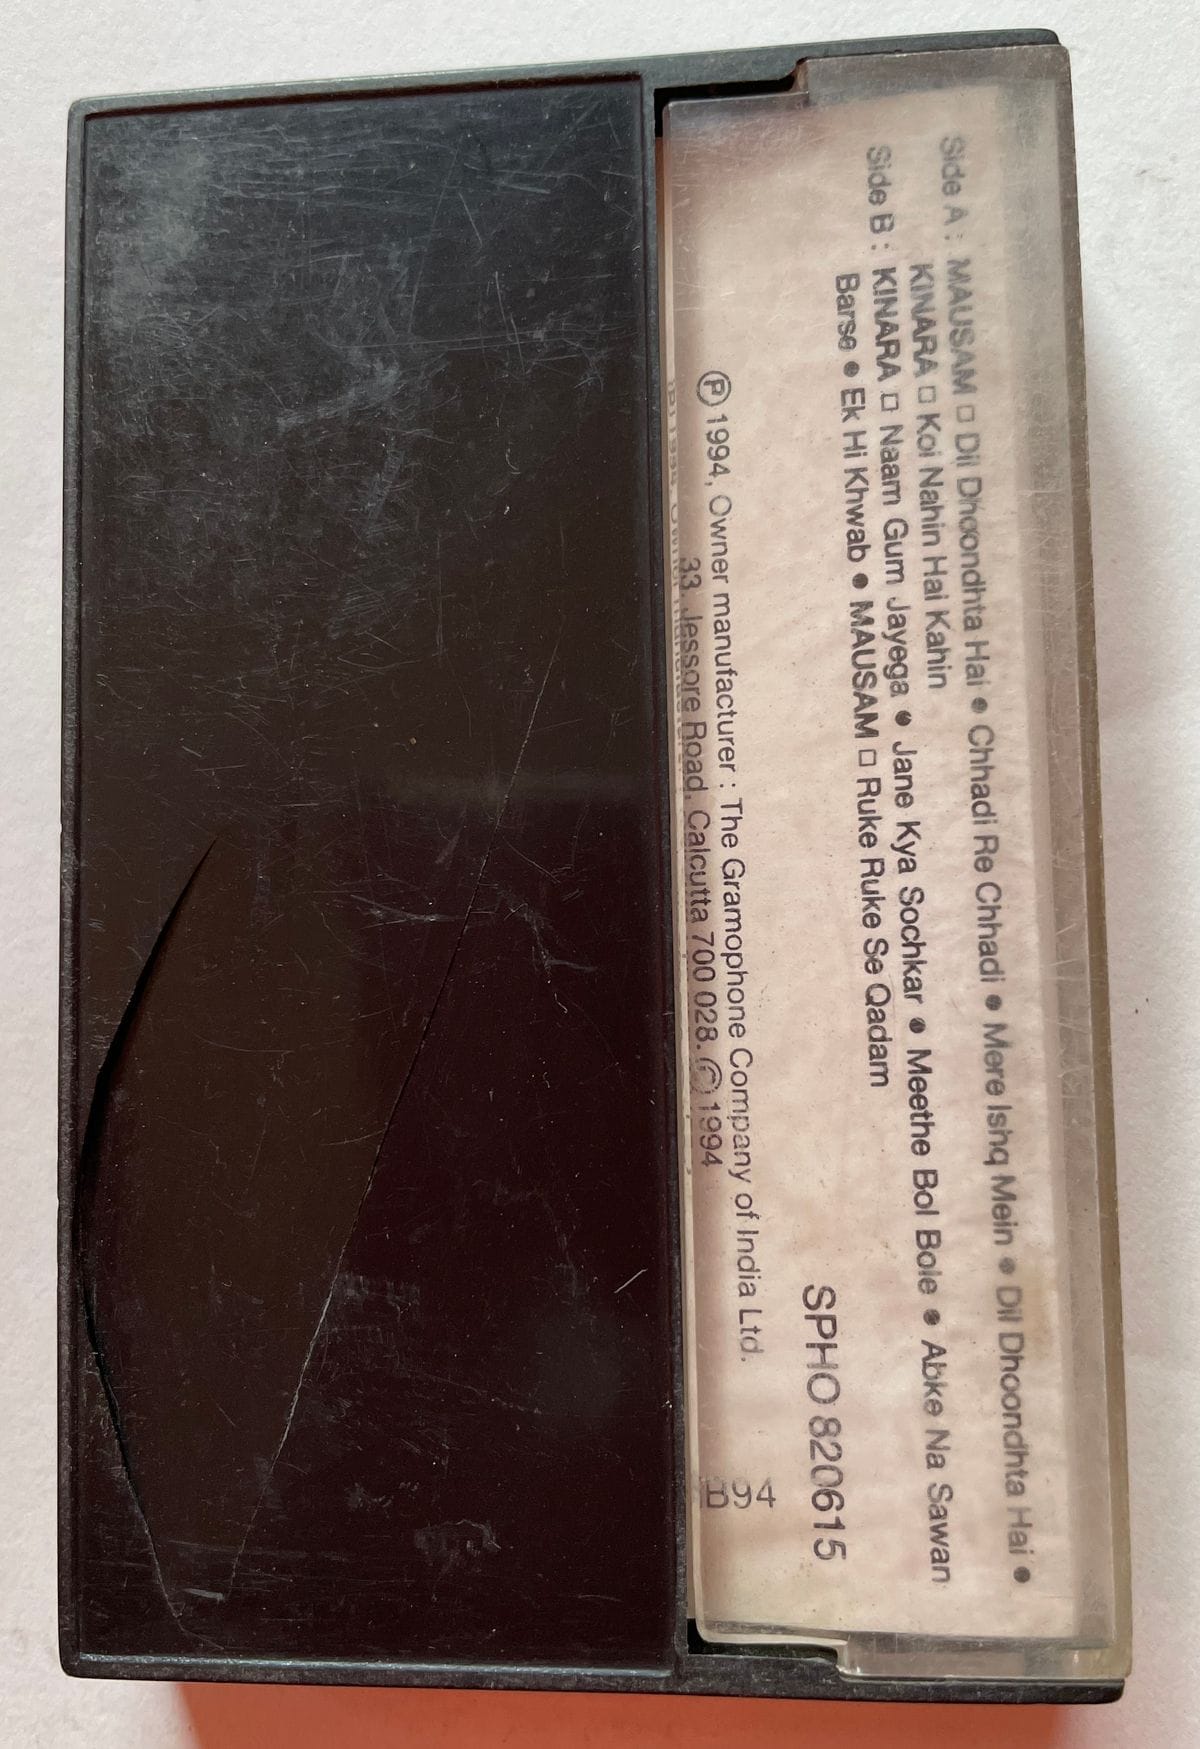 Side A : MAUSAM □ Dil Dhoondhta Hai ● Chhadi Re Chhadi ● Mere Ishq Mein ● Dil Dhoondhta Hai ●
KINARA □ Koi Nahin Hai Kahin
Side B : KINARA □ Naam Gum Jayega ● Jane Kya Sochkar ● Meethe Bol Bole ● Abke Na Sawan
Barse ● Ek Hi Khwab ● MAUSAM □ Ruke Ruke Se Qadam
SPHO 820615
Ⓟ 1994, Owner manufacturer : The Gramophone Company of India Ltd.
33, Jessore Road, Calcutta 700 028. © 1994
4
9
B